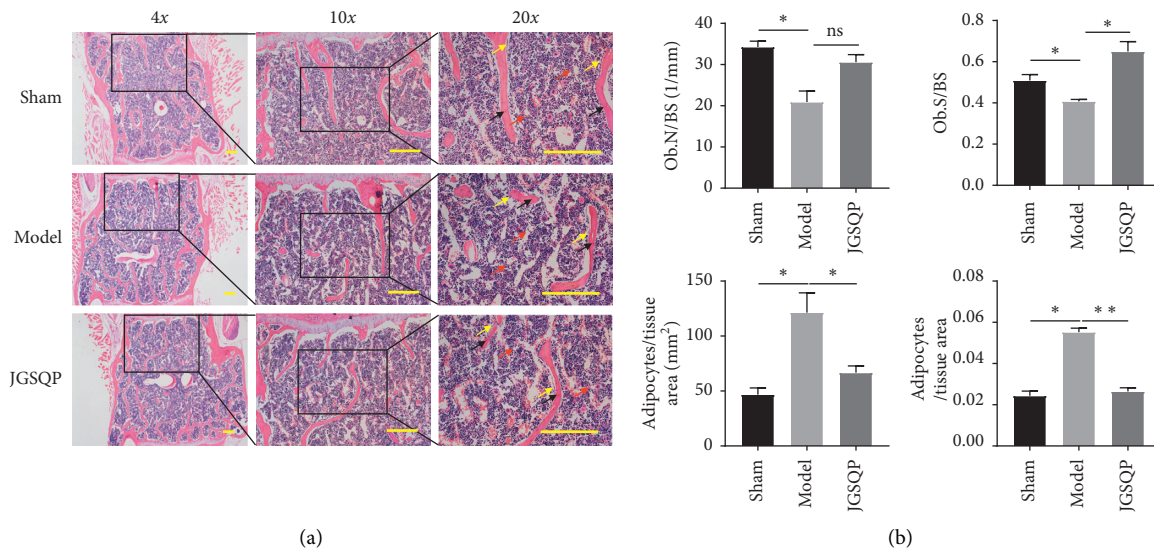 4x 10x 20x
Sham
Model
JGSQP
(a)
* ns
Ob.N/BS (1/mm)
40
30
20
10
0
Sham Model JGSQP
* *
Ob.S/BS
0.8
0.6
0.4
0.2
0.0
Sham Model JGSQP
* *
Adipocytes/tissue
area (mm²)
150
100
50
0
Sham Model JGSQP
* **
Adipocytes
/tissue area
0.08
0.06
0.04
0.02
0.00
Sham Model JGSQP
(b)